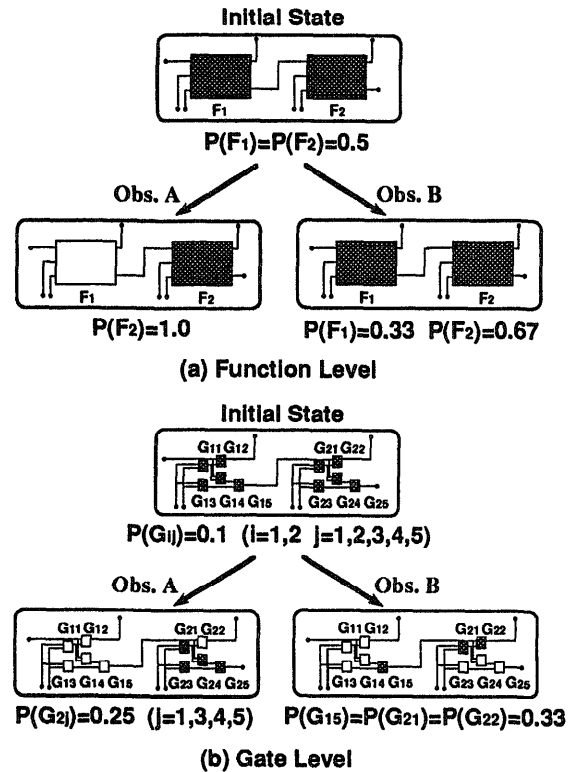 Initial State
F1 F2
P(F1)=P(F2)=0.5
Obs. A Obs. B
F1 F2 F1 F2
P(F2)=1.0 P(F1)=0.33 P(F2)=0.67
(a) Function Level
Initial State
G11 G12 G21 G22
G13 G14 G15 G23 G24 G25
P(Gij)=0.1 (i=1,2 j=1,2,3,4,5)
Obs. A Obs. B
G11 G12 G21 G22 G11 G12 G21 G22
G13 G14 G15 G23 G24 G25 G13 G14 G15 G23 G24 G25
P(G2j)=0.25 (j=1,3,4,5) P(G15)=P(G21)=P(G22)=0.33
(b) Gate Level